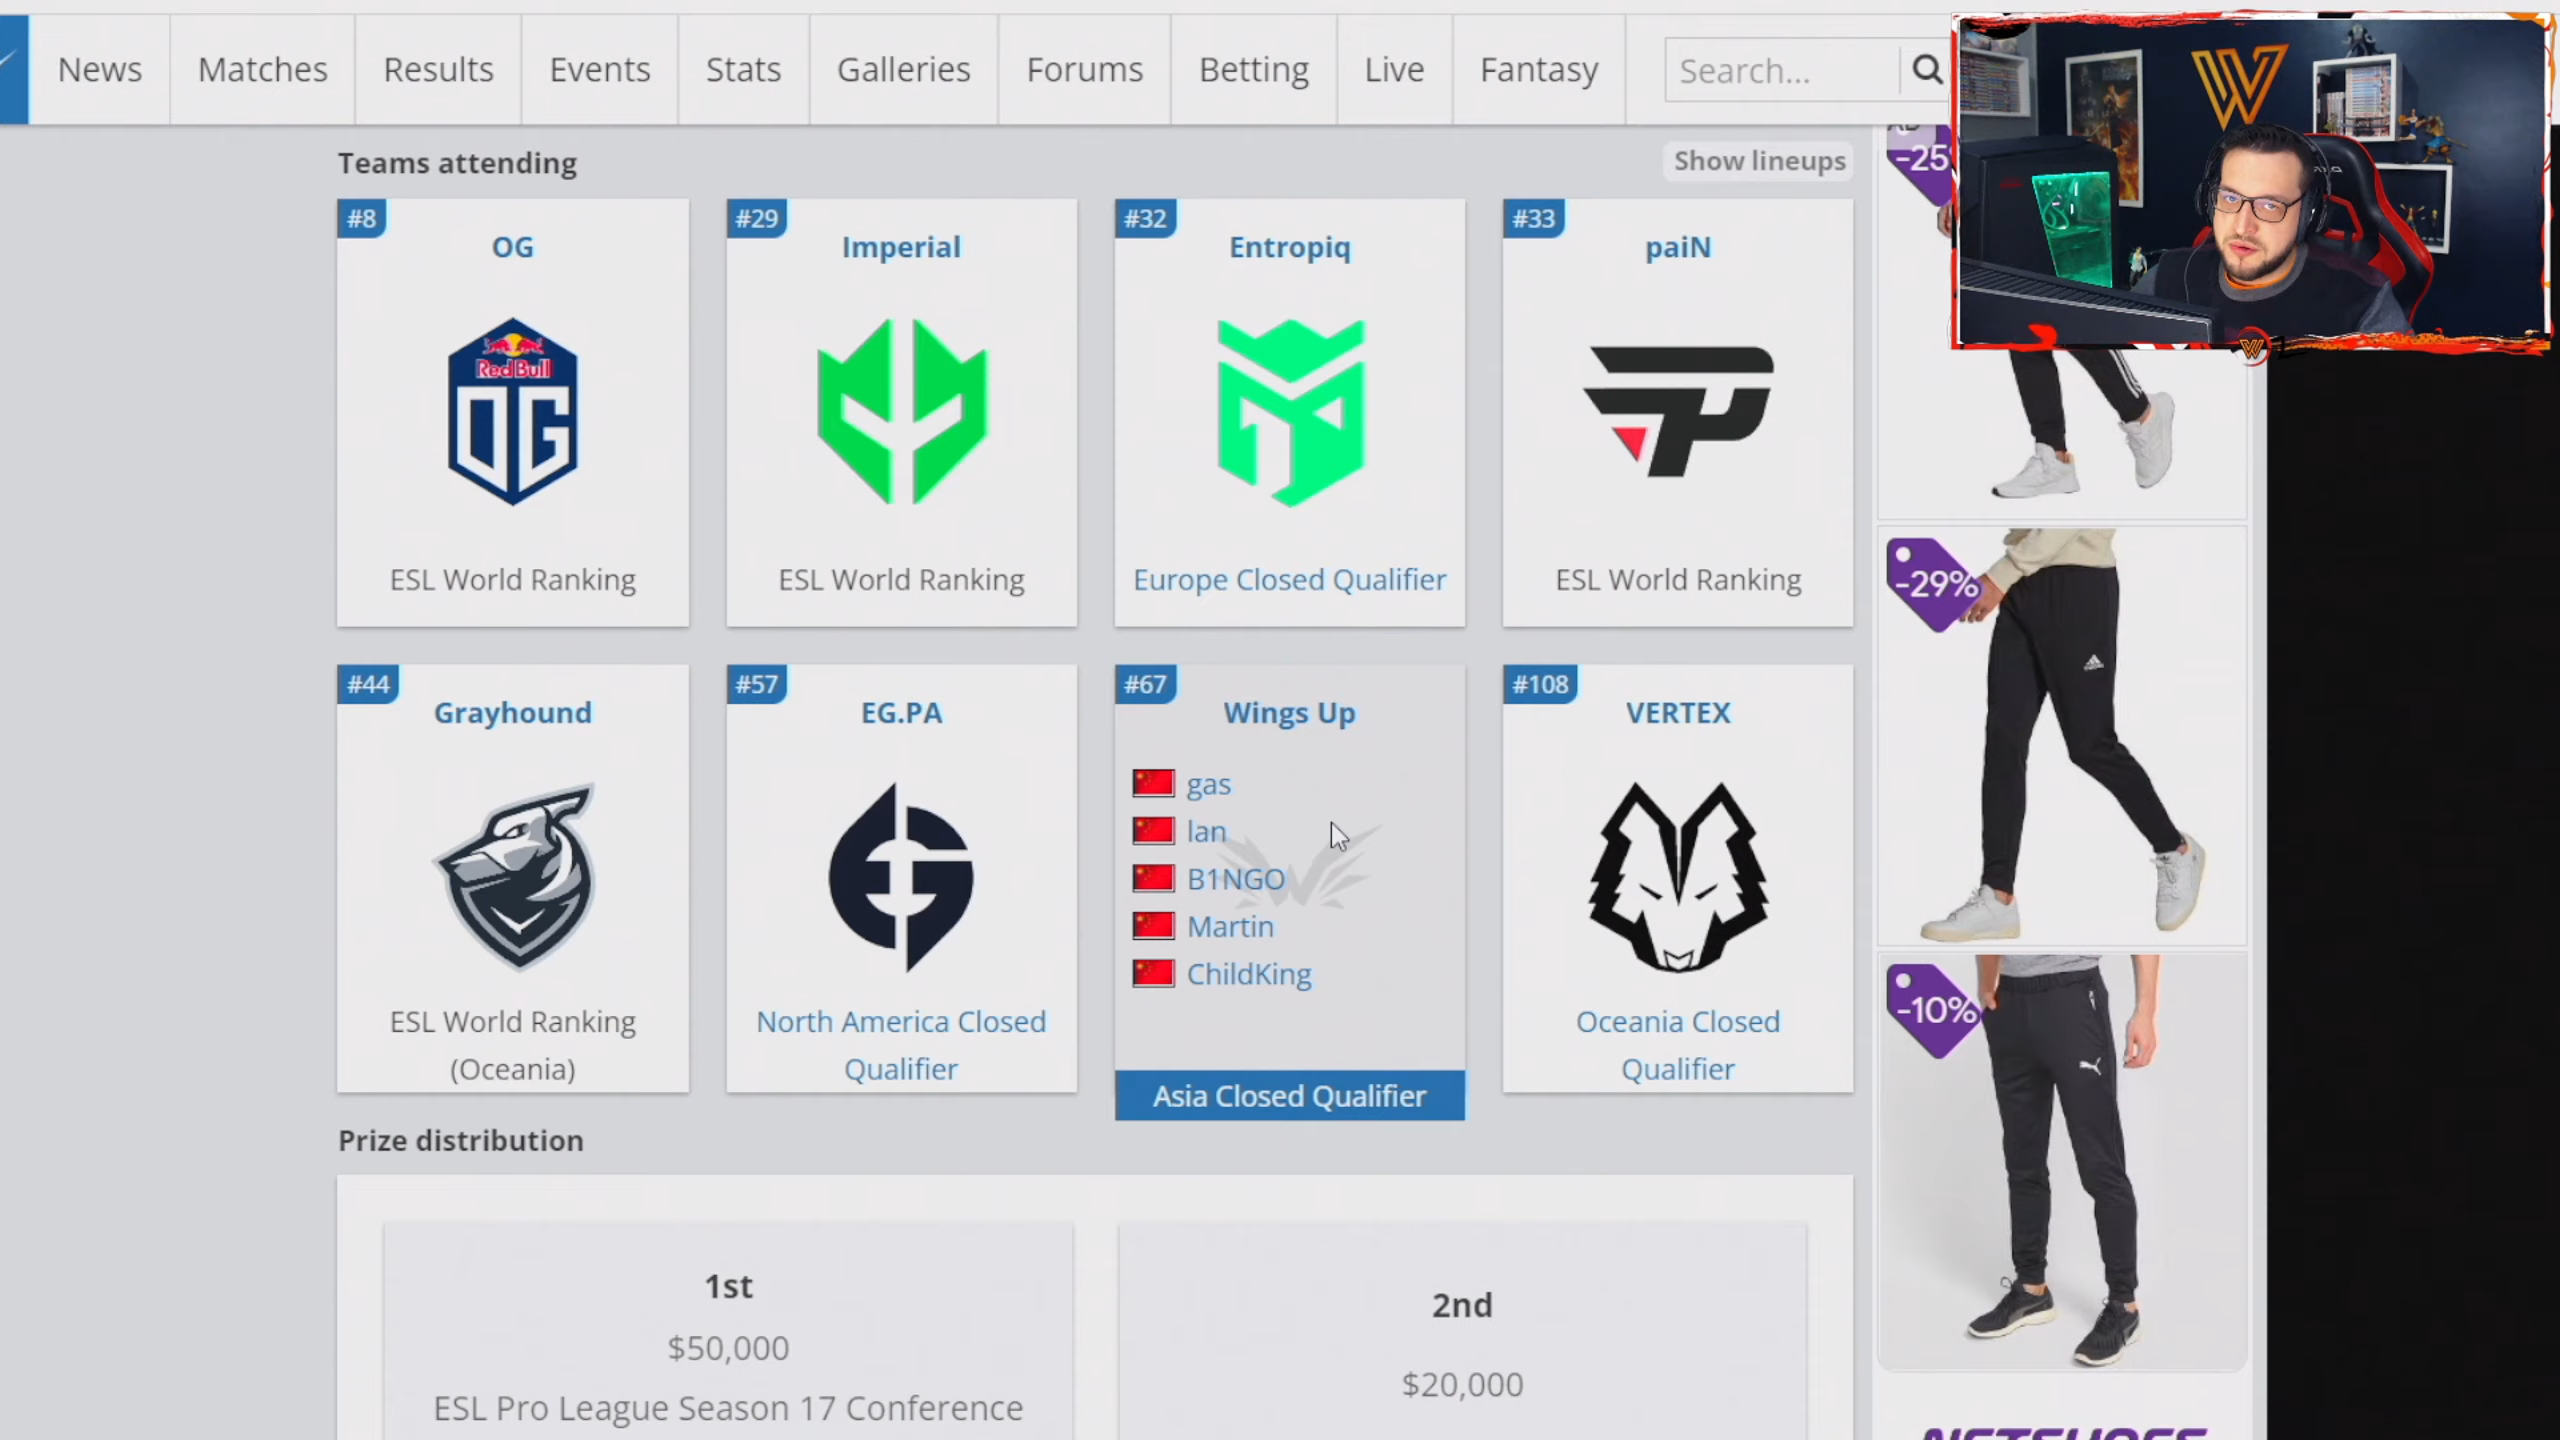 News Matches Results Events Stats Galleries Forums Betting Live Fantasy Search...
Teams attending
Show lineups
#8
OG
Red Bull
OG
ESL World Ranking
#29
Imperial
ESL World Ranking
#32
Entropiq
Europe Closed Qualifier
#33
paiN
ESL World Ranking
#44
Grayhound
ESL World Ranking
(Oceania)
#57
EG.PA
North America Closed
Qualifier
#67
Wings Up
gas
lan
B1NGO
Martin
ChildKing
Asia Closed Qualifier
#108
VERTEX
Oceania Closed
Qualifier
Prize distribution
1st
$50,000
ESL Pro League Season 17 Conference
2nd
$20,000
-25
-29%
-10%